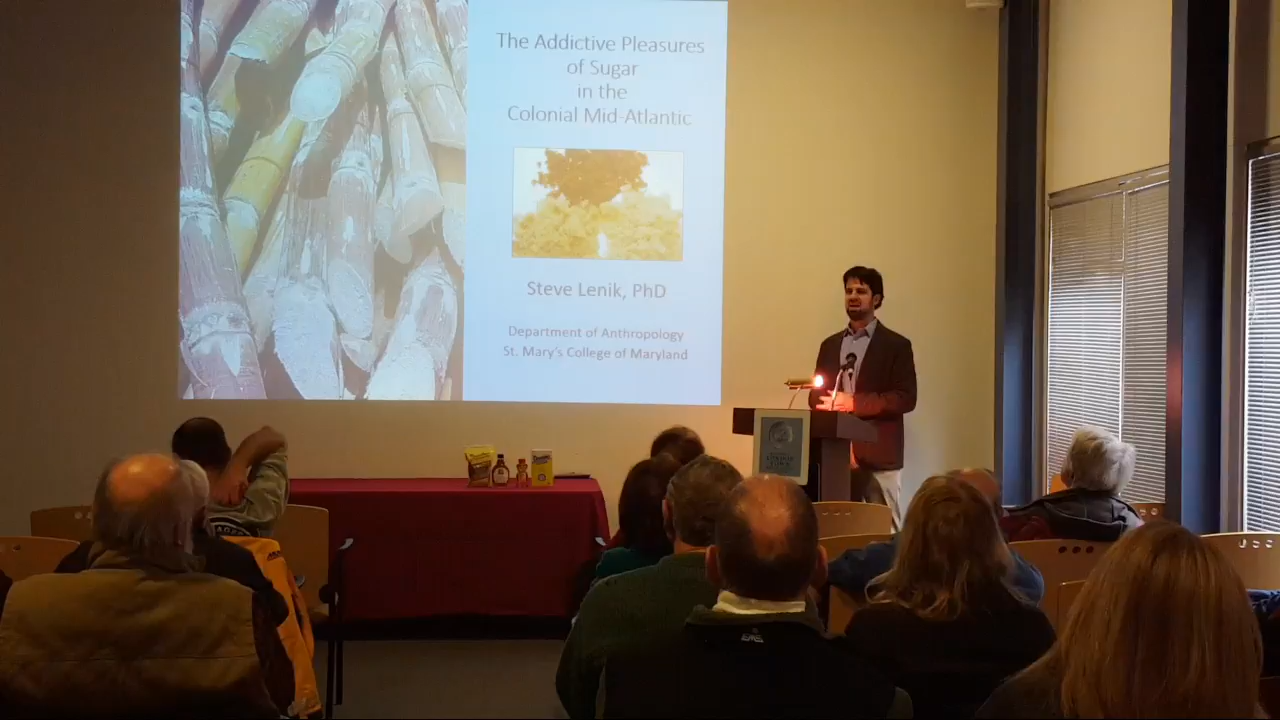 The Addictive Pleasures
of Sugar
in the
Colonial Mid-Atlantic
Steve Lenik, PhD
Department of Anthropology
St. Mary's College of Maryland